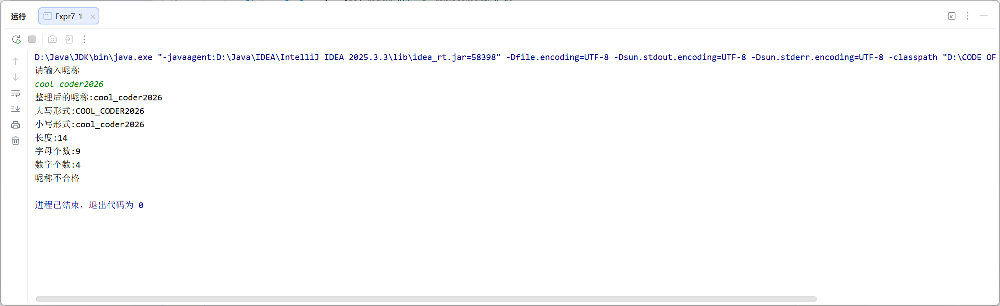 运行 Expr7_1
D:\Java\JDK\bin\java.exe "-javaagent:D:\Java\IDEA\IntelliJ IDEA 2025.3.3\lib\idea_rt.jar=58398" -Dfile.encoding=UTF-8 -Dsun.stdout.encoding=UTF-8 -Dsun.stderr.encoding=UTF-8 -classpath "D:\CODE OF
请输入昵称
cool coder2026
整理后的昵称:cool_coder2026
大写形式:COOL_CODER2026
小写形式:cool_coder2026
长度:14
字母个数:9
数字个数:4
昵称不合格
进程已结束，退出代码为 0